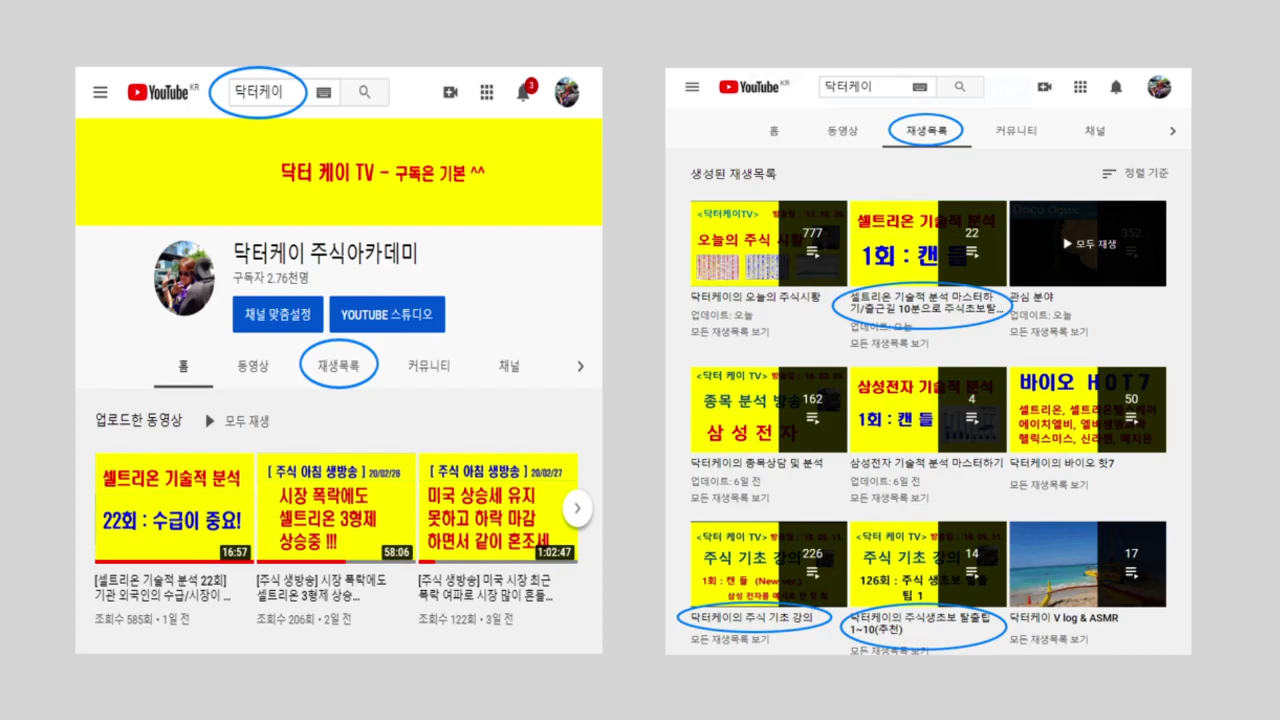 YouTube KR
닥터케이
3
닥터 케이 TV - 구독은 기본 ^^
닥터케이 주식아카데미
구독자 2.76천명
채널 맞춤설정
YOUTUBE 스튜디오
홈
동영상
재생목록
커뮤니티
채널
업로드한 동영상
모두 재생
셀트리온 기술적 분석
22회 : 수급이 중요!
16:57
[셀트리온 기술적 분석 22회]
기관 외국인의 수급/시장이 ...
조회수 585회 • 1일 전
[ 주식 아침 생방송 ] 20/02/28
시장 폭락에도
셀트리온 3형제
상승중 !!!
58:06
[주식 생방송] 시장 폭락에도
셀트리온 3형제 상승...
조회수 206회 • 2일 전
[ 주식 아침 생방송 ] 20/02/27
미국 상승세 유지
못하고 하락 마감
하면서 같이 혼조세
1:02:47
[주식 생방송] 미국 시장 최근
폭락 여파로 시장 많이 흔들...
조회수 122회 • 3일 전
YouTube KR
닥터케이
홈
동영상
재생목록
커뮤니티
채널
생성된 재생목록
정렬 기준
<닥터케이TV>
오늘의 주식 시황
777
닥터케이의 오늘의 주식시황
업데이트: 오늘
모든 재생목록 보기
셀트리온 기술적 분석
1회 : 캔들
22
셀트리온 기술적 분석 마스터하
기/출근길 10분으로 주식초보탈...
업데이트: 오늘
모든 재생목록 보기
Disco Classic
352
모두 재생
관심 분야
업데이트: 오늘
모든 재생목록 보기
<닥터 케이 TV>
종목 분석 방송
삼성전자
162
닥터케이의 종목상담 및 분석
업데이트: 6일 전
모든 재생목록 보기
삼성전자 기술적 분석
1회 : 캔 들
4
삼성전자 기술적 분석 마스터하기
업데이트: 6일 전
모든 재생목록 보기
바이오 HOT7
셀트리온, 셀트리온헬스케어
에이치엘비, 엘비생명과학
헬릭스미스, 신라젠, 메지온
50
닥터케이의 바이오 핫7
모든 재생목록 보기
<닥터 케이 TV>
주식 기초 강의
1회 : 캔 들 (New ver.)
226
닥터케이의 주식 기초 강의
모든 재생목록 보기
<닥터 케이 TV>
주식 기초 강의
126회 : 주식 생초보 탈출
팁 1
14
닥터케이의 주식생초보 탈출팁
1~10(추천)
모든 재생목록 보기
17
닥터케이 V log & ASMR
모든 재생목록 보기